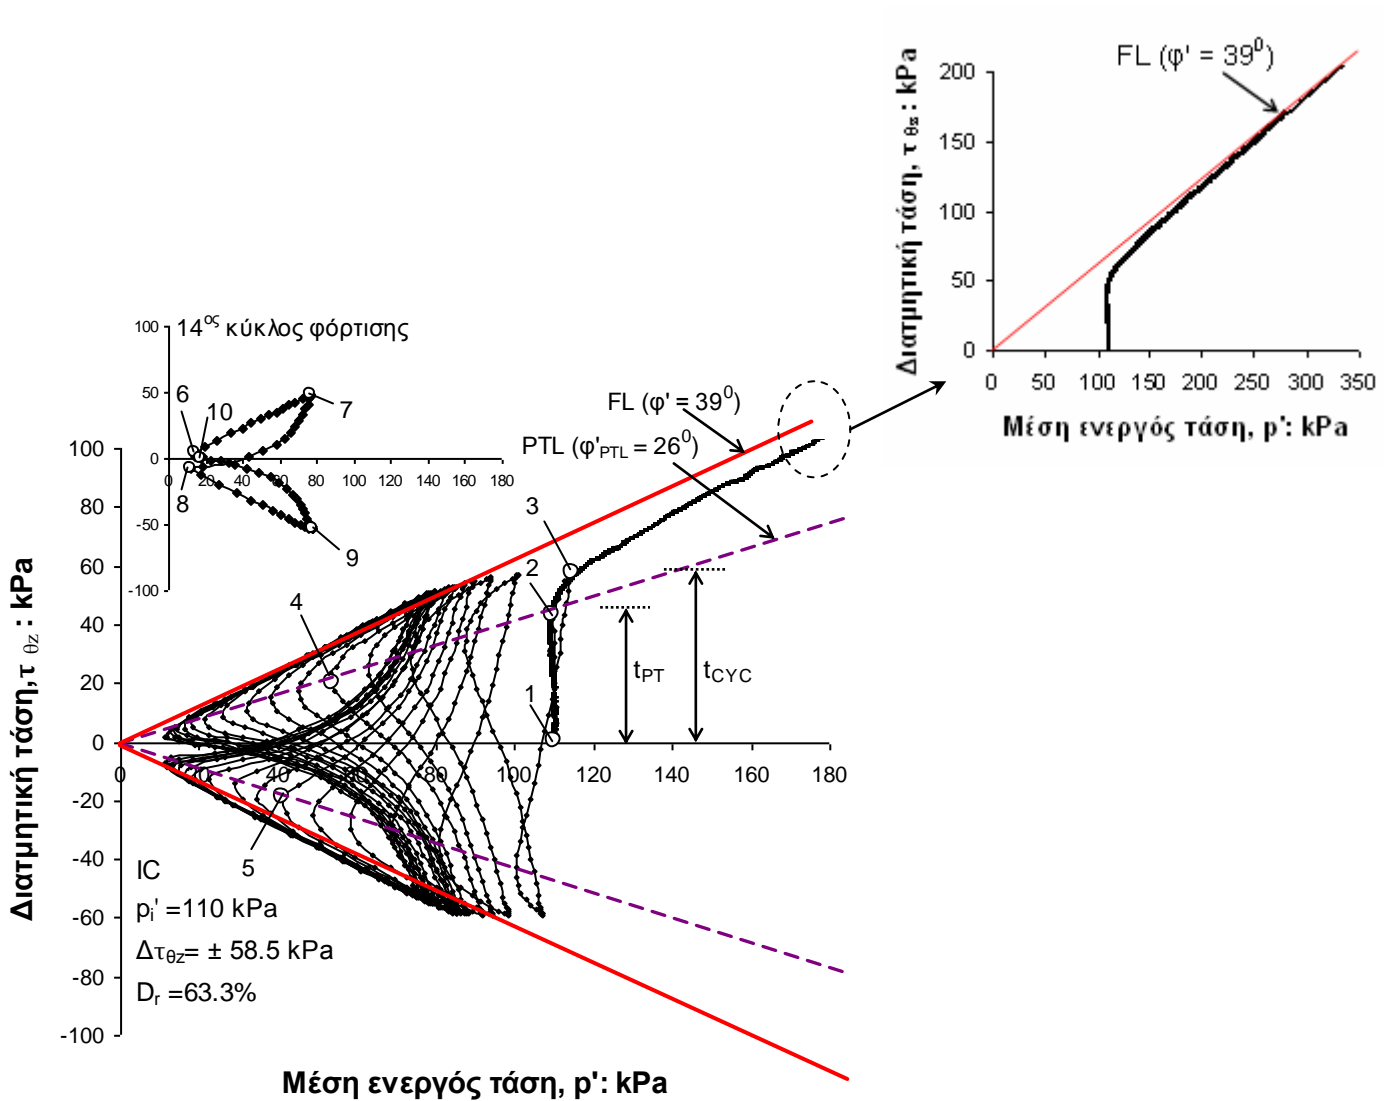 FL (φ' = 39⁰)
200
150
100
50
0
0 50 100 150 200 250 300 350
Διατμητική τάση, τ θz : kPa
Μέση ενεργός τάση, p': kPa
14ος κύκλος φόρτισης
100
50
0
-50
-100
0 20 40 60 80 100 120 140 160 180
6
10
7
8
9
FL (φ' = 39⁰)
PTL (φ'PTL = 26⁰)
3
2
4
1
5
tPT
tCYC
100
80
60
40
20
0
-20
-40
-60
-80
-100
0 20 40 60 80 100 120 140 160 180
IC
pi' =110 kPa
Δτθz= ± 58.5 kPa
Dr =63.3%
Διατμητική τάση, τ θz : kPa
Μέση ενεργός τάση, p': kPa